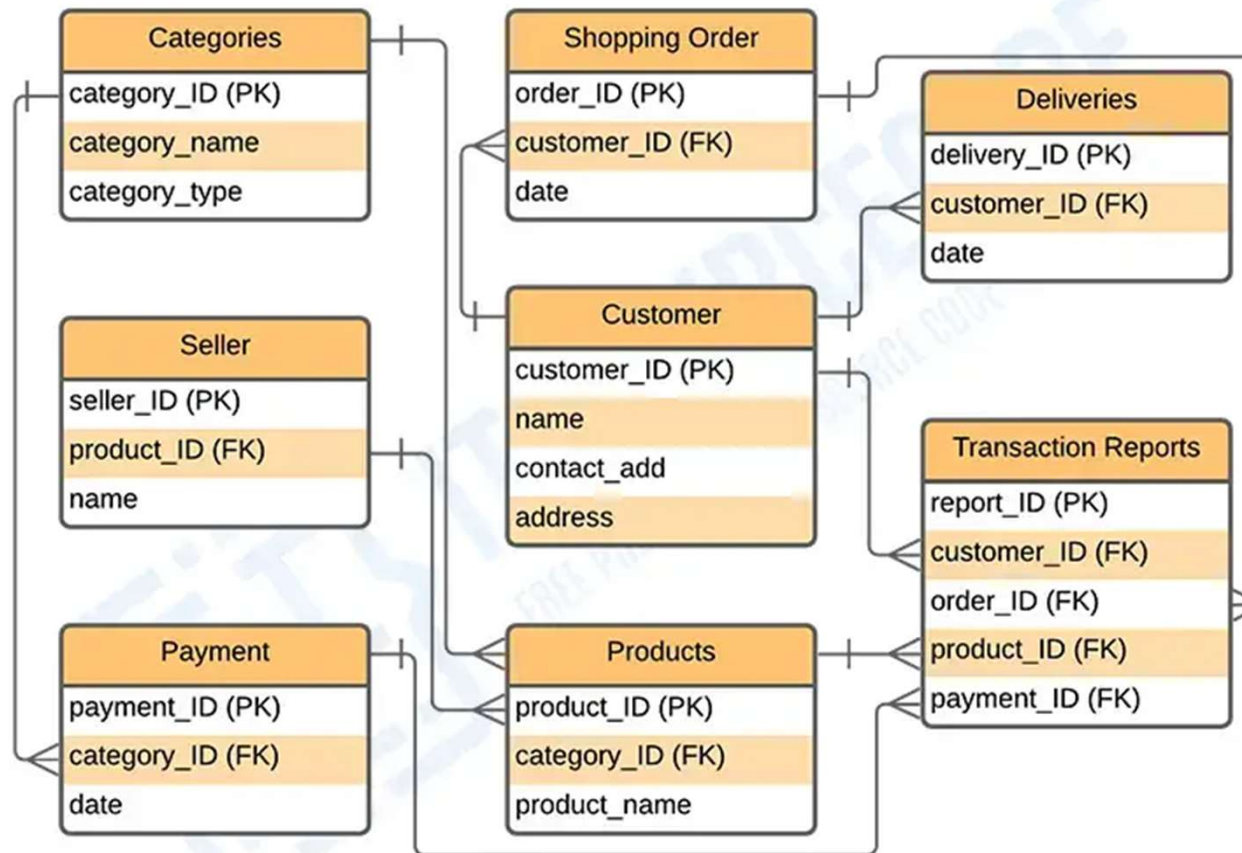 Categories
category_ID (PK)
category_name
category_type
Shopping Order
order_ID (PK)
customer_ID (FK)
date
Deliveries
delivery_ID (PK)
customer_ID (FK)
date
Seller
seller_ID (PK)
product_ID (FK)
name
Customer
customer_ID (PK)
name
contact_add
address
Transaction Reports
report_ID (PK)
customer_ID (FK)
order_ID (FK)
product_ID (FK)
payment_ID (FK)
Payment
payment_ID (PK)
category_ID (FK)
date
Products
product_ID (PK)
category_ID (FK)
product_name